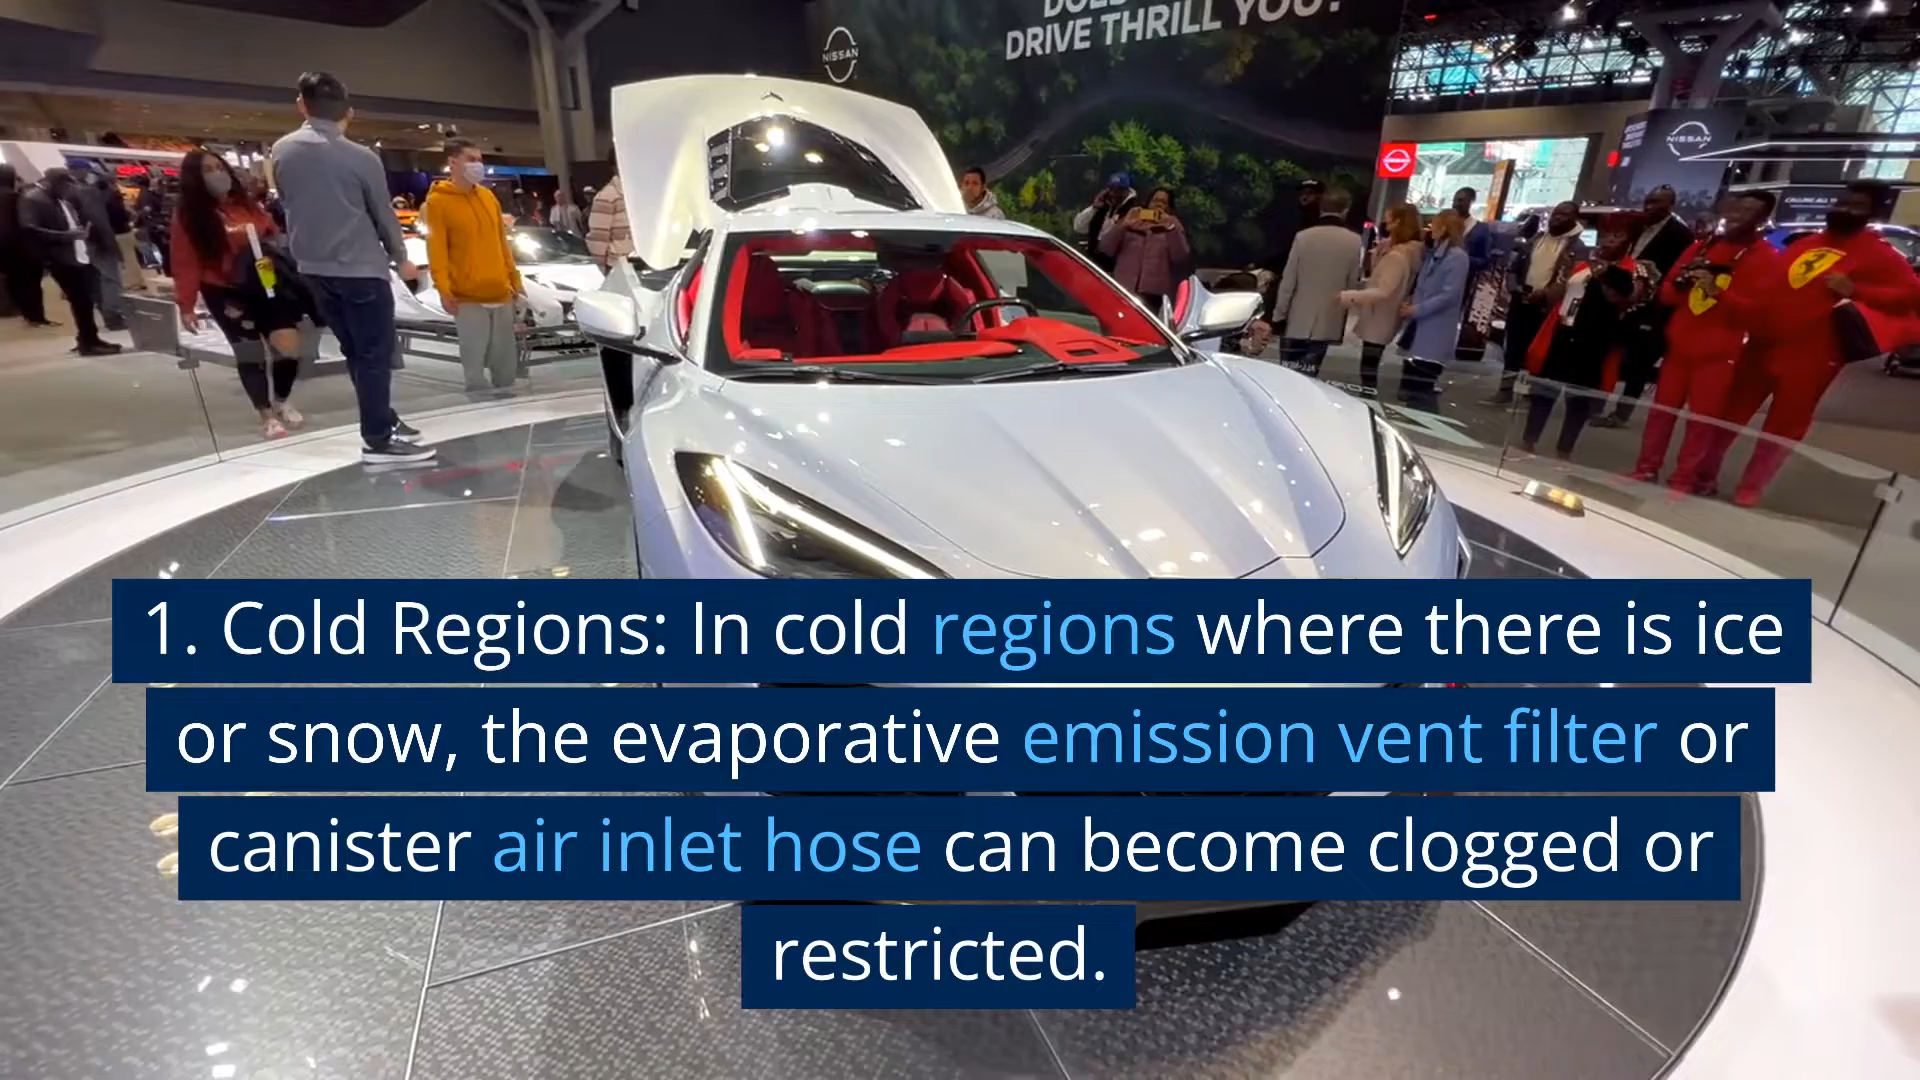 DRIVE THRILL YOU?
NISSAN
NISSAN
1. Cold Regions: In cold regions where there is ice
or snow, the evaporative emission vent filter or
canister air inlet hose can become clogged or
restricted.